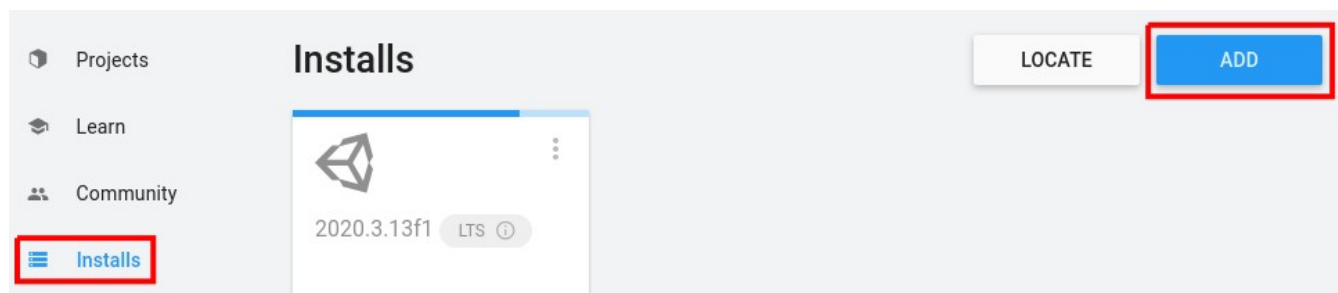 Projects
Learn
Community
Installs
Installs
LOCATE
ADD
2020.3.13f1 LTS